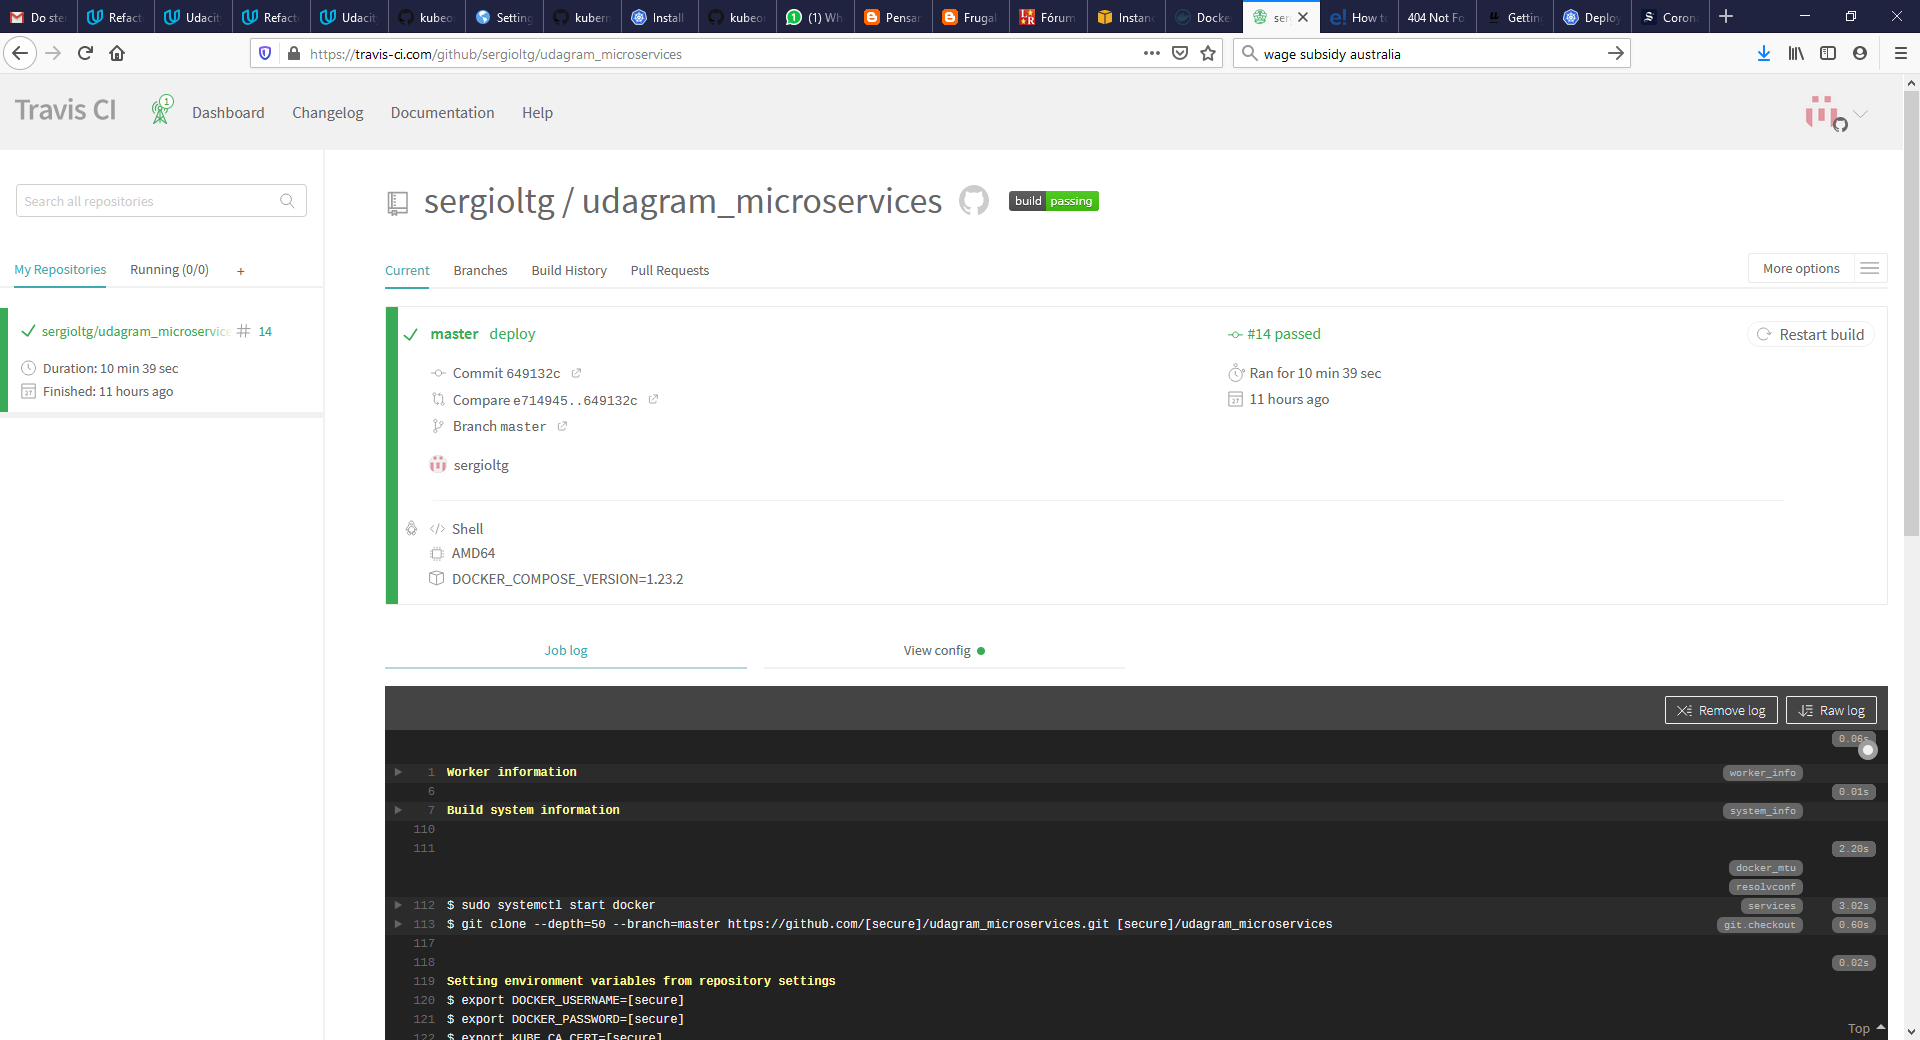 Do ste
Refact
Udacit
Refact
Udacit
kubeo
Setting
kubern
Install
kubeo
(1) Wh
Pensar
Frugal
Fórum
Instanc
Docke
serg
How to
404 Not Fo
Getting
Deploy
Corona
https://travis-ci.com/github/sergioltg/udagram_microservices
wage subsidy australia
Travis CI
1
Dashboard
Changelog
Documentation
Help
Search all repositories
sergioltg / udagram_microservices
build passing
My Repositories
Running (0/0)
+
Current
Branches
Build History
Pull Requests
More options
sergioltg/udagram_microservice
# 14
Duration: 10 min 39 sec
Finished: 11 hours ago
master deploy
#14 passed
Restart build
Commit 649132c
Ran for 10 min 39 sec
Compare e714945..649132c
11 hours ago
Branch master
sergioltg
Shell
AMD64
DOCKER_COMPOSE_VERSION=1.23.2
Job log
View config
Remove log
Raw log
0.06s
1 Worker information worker_info
6 0.01s
7 Build system information system_info
110
111 2.20s
docker_mtu
resolvconf
112 $ sudo systemctl start docker services 3.02s
113 $ git clone --depth=50 --branch=master https://github.com/[secure]/udagram_microservices.git [secure]/udagram_microservices git.checkout 0.60s
117
118 0.02s
119 Setting environment variables from repository settings
120 $ export DOCKER_USERNAME=[secure]
121 $ export DOCKER_PASSWORD=[secure]
122 $ export KUBE_CA_CERT=[secure]
Top